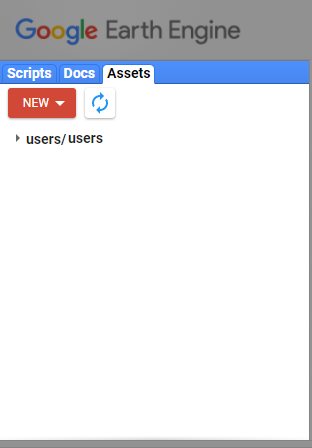 Google Earth Engine
Scripts Docs Assets
NEW
users/users